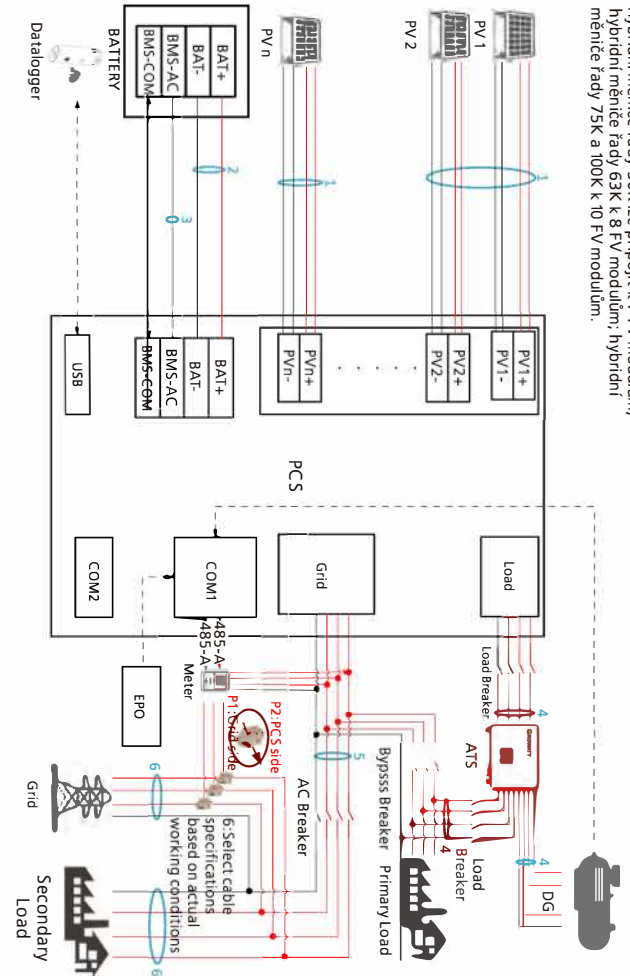 hybridní měniče řady 63K k 8 FV modulům; hybridní
měniče řady 75K a 100K k 10 FV modulům.
PV 1
PV 2
PV n
1
1
BAT+
BAT-
BMS-AC
BMS-COM
BATTERY
2
3
Datalogger
PV1+
PV1-
PV2+
PV2-
PVn+
PVn-
BAT+
BAT-
BMS-AC
BMS-COM
USB
PCS
Load
Grid
COM1
COM2
485-A
485-A
Load Breaker
4
GROWATT
ATS
4
DG
Load
Breaker
4
Bypsss Breaker
Primary Load
5
AC Breaker
Meter
P2:PCS side
P1:Grid side
EPO
6
Grid
6:Select cable
specifications
based on actual
working conditions
6
Secondary
Load